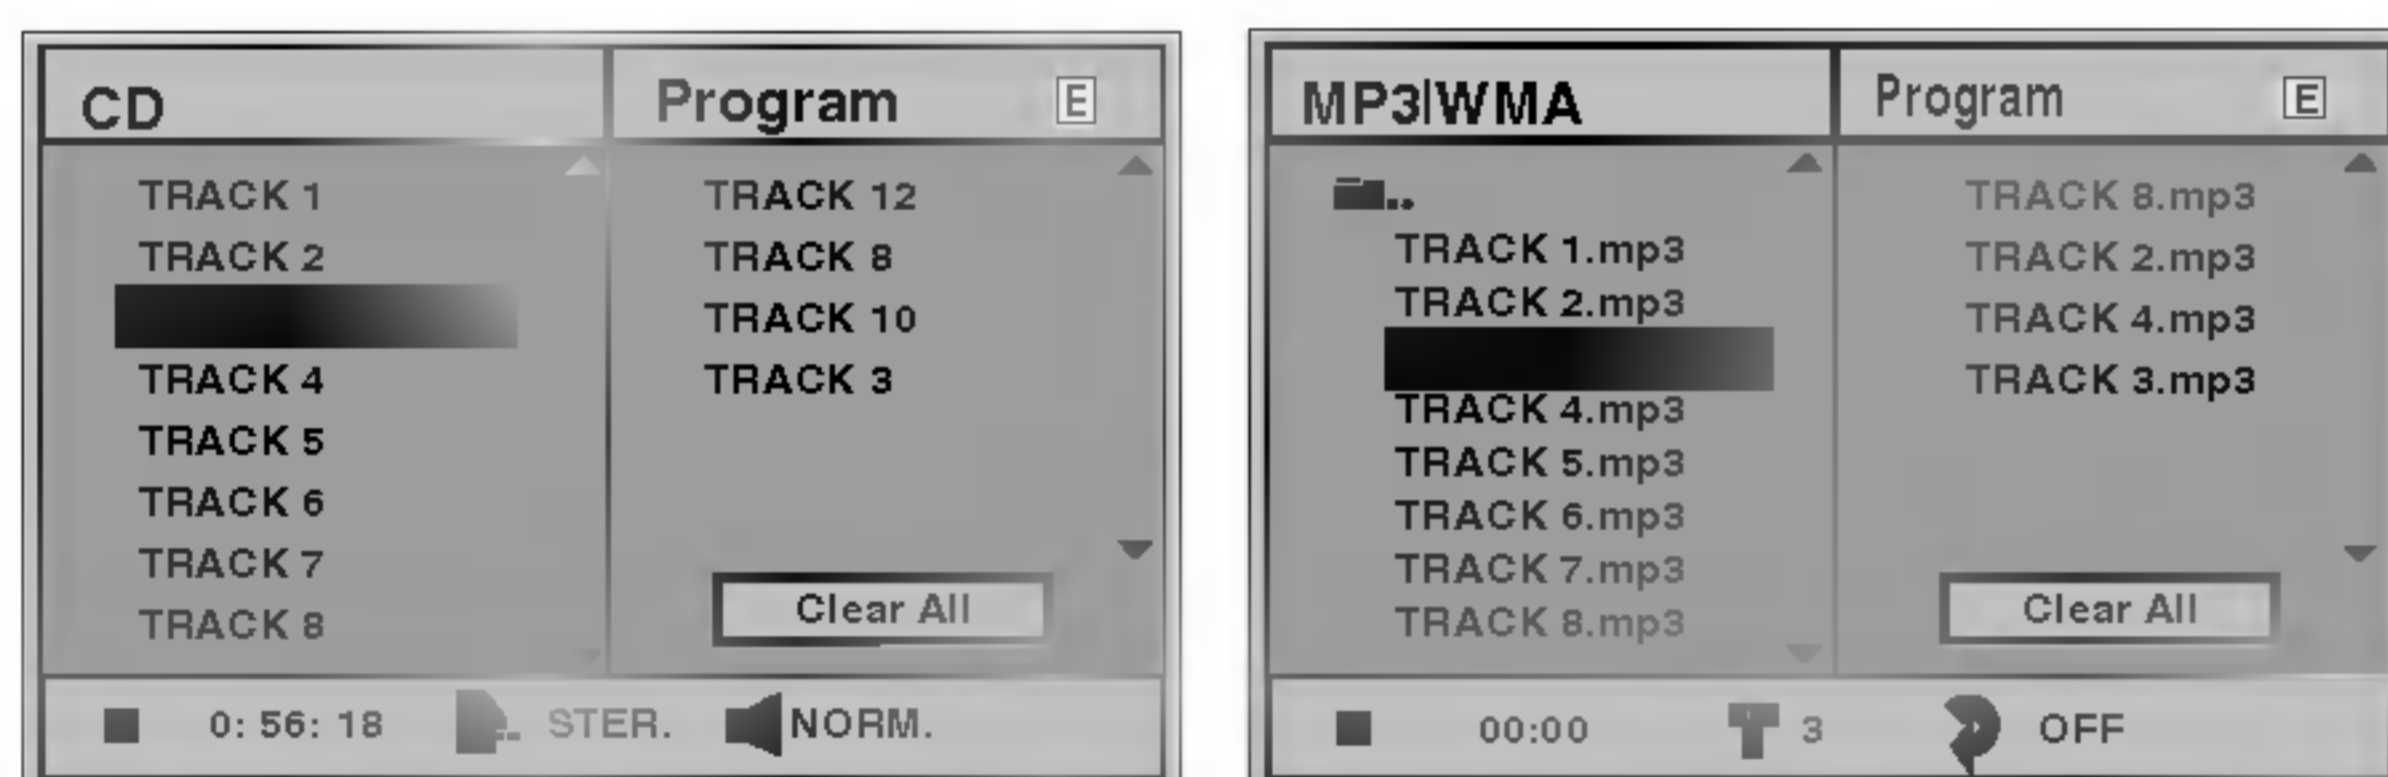 CD
Program E
TRACK 1
TRACK 2
TRACK 4
TRACK 5
TRACK 6
TRACK 7
TRACK 8
TRACK 12
TRACK 8
TRACK 10
TRACK 3
Clear All
0: 56: 18 STER. NORM.
MP3|WMA
Program E
..
TRACK 1.mp3
TRACK 2.mp3
TRACK 4.mp3
TRACK 5.mp3
TRACK 6.mp3
TRACK 7.mp3
TRACK 8.mp3
TRACK 8.mp3
TRACK 2.mp3
TRACK 4.mp3
TRACK 3.mp3
Clear All
00:00 T 3 OFF